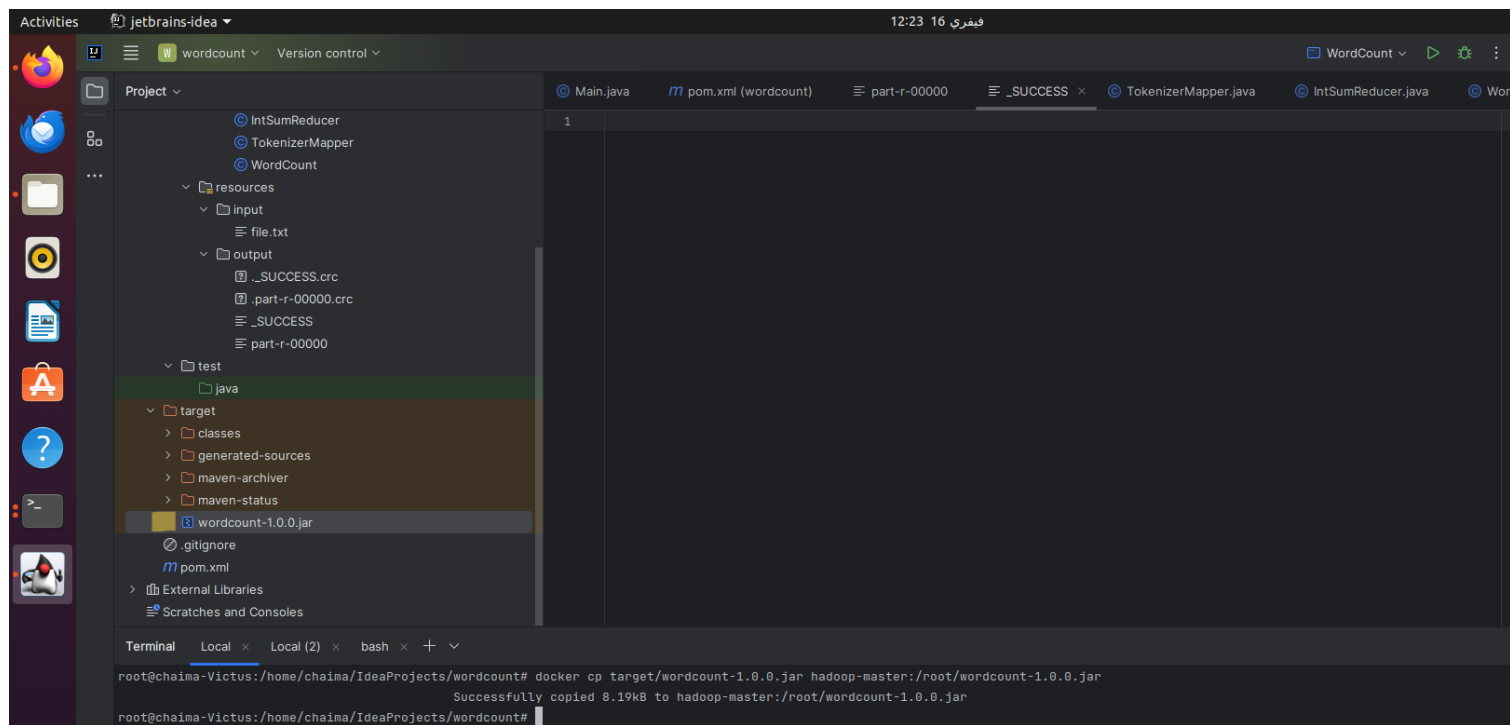 Activities jetbrains-idea 12:23 16 فيفري
IJ W wordcount Version control WordCount
Project Main.java m pom.xml (wordcount) part-r-00000 _SUCCESS × TokenizerMapper.java IntSumReducer.java Wor
1
IntSumReducer
TokenizerMapper
WordCount
resources
input
file.txt
output
._SUCCESS.crc
.part-r-00000.crc
_SUCCESS
part-r-00000
test
java
target
classes
generated-sources
maven-archiver
maven-status
wordcount-1.0.0.jar
.gitignore
m pom.xml
External Libraries
Scratches and Consoles
Terminal Local × Local (2) × bash × +
root@chaima-Victus:/home/chaima/IdeaProjects/wordcount# docker cp target/wordcount-1.0.0.jar hadoop-master:/root/wordcount-1.0.0.jar
Successfully copied 8.19kB to hadoop-master:/root/wordcount-1.0.0.jar
root@chaima-Victus:/home/chaima/IdeaProjects/wordcount#